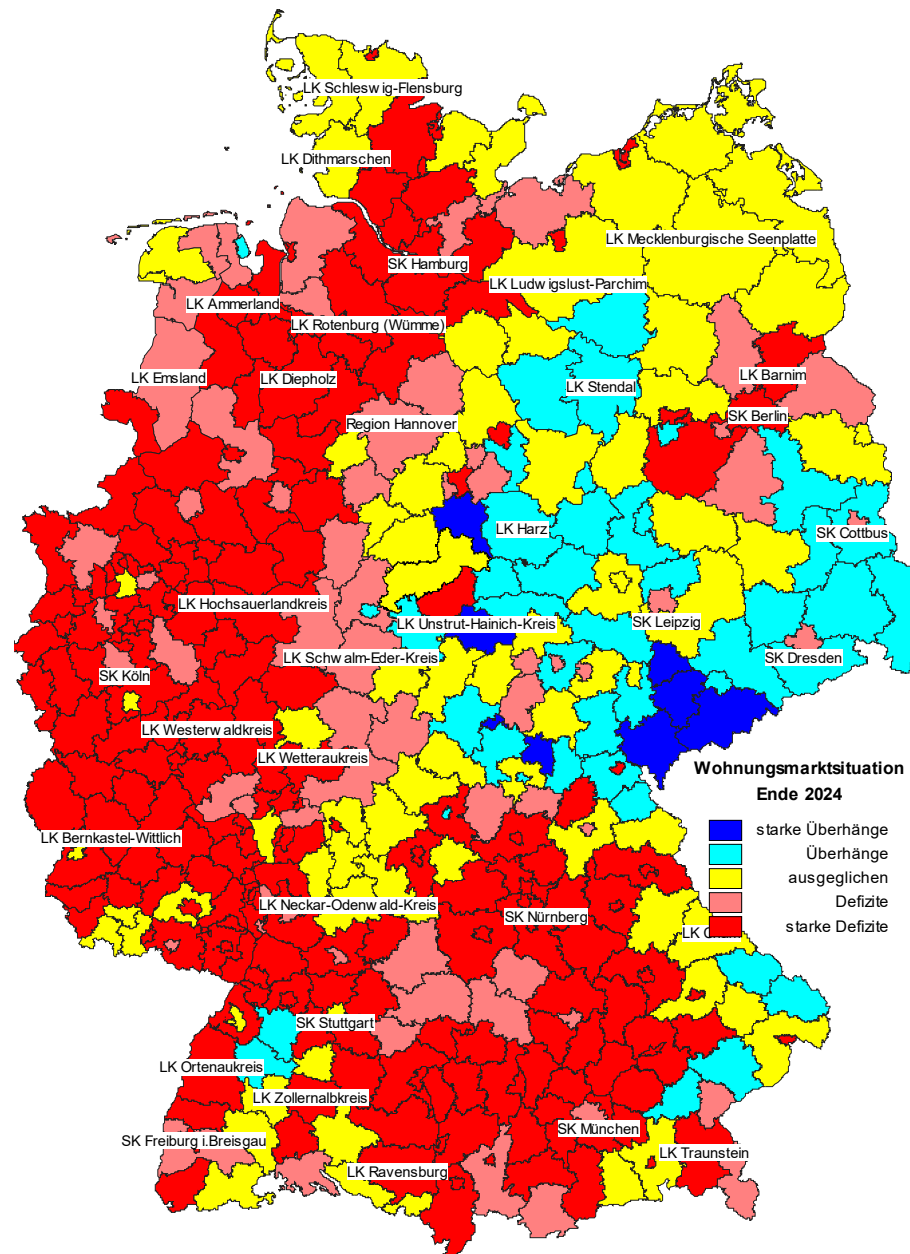 LK Schleswig-Flensburg
LK Dithmarschen
LK Mecklenburgische Seenplatte
SK Hamburg
LK Ludwigslust-Parchim
LK Ammerland
LK Rotenburg (Wümme)
LK Emsland
LK Diepholz
LK Stendal
LK Barnim
SK Berlin
Region Hannover
LK Harz
SK Cottbus
LK Hochsauerlandkreis
LK Unstrut-Hainich-Kreis
SK Leipzig
LK Schwalm-Eder-Kreis
SK Dresden
SK Köln
LK Westerwaldkreis
LK Wetteraukreis
Wohnungsmarktsituation
Ende 2024
starke Überhänge
Überhänge
ausgeglichen
Defizite
starke Defizite
LK Bernkastel-Wittlich
LK Neckar-Odenwald-Kreis
SK Nürnberg
LK
SK Stuttgart
LK Ortenaukreis
LK Zollernalbkreis
SK Freiburg i.Breisgau
SK München
LK Traunstein
LK Ravensburg